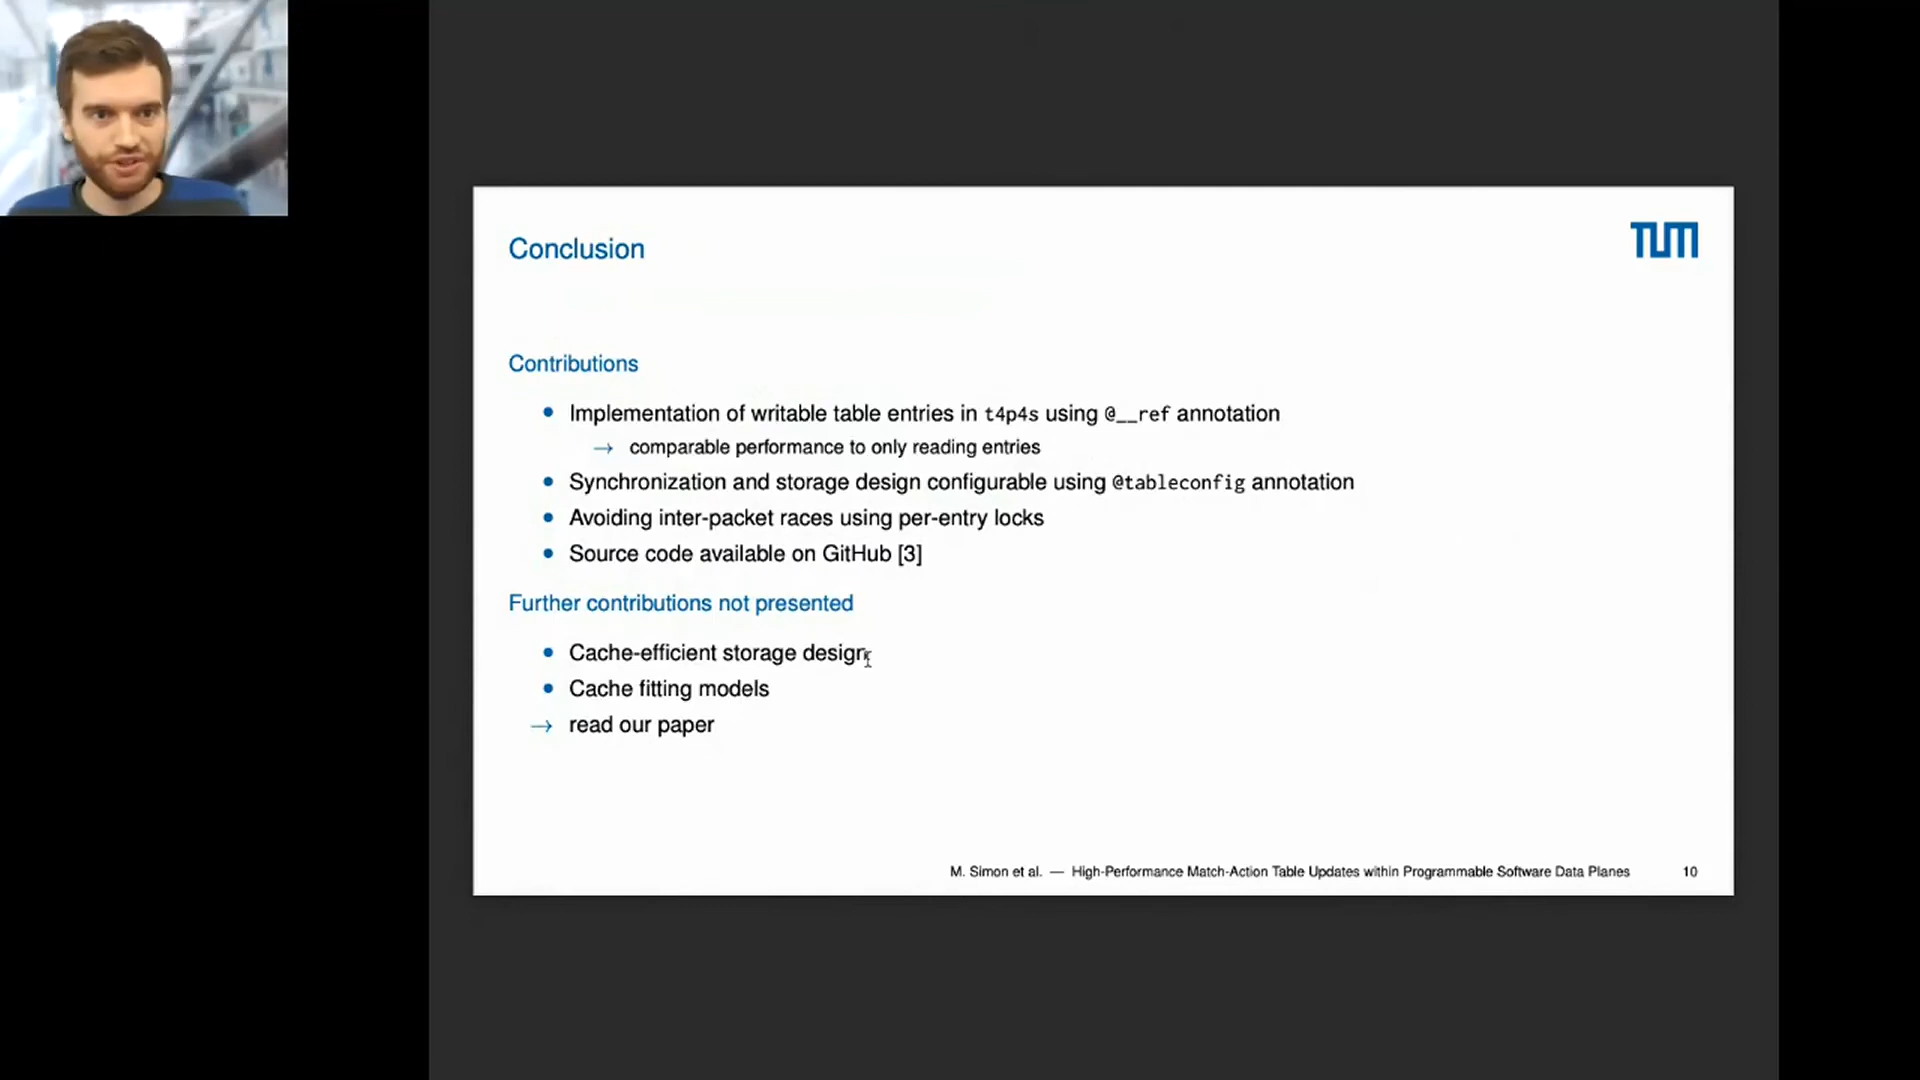 Conclusion
TUM
Contributions
• Implementation of writable table entries in t4p4s using @__ref annotation
→ comparable performance to only reading entries
• Synchronization and storage design configurable using @tableconfig annotation
• Avoiding inter-packet races using per-entry locks
• Source code available on GitHub [3]
Further contributions not presented
• Cache-efficient storage design
• Cache fitting models
→ read our paper
M. Simon et al. — High-Performance Match-Action Table Updates within Programmable Software Data Planes 10